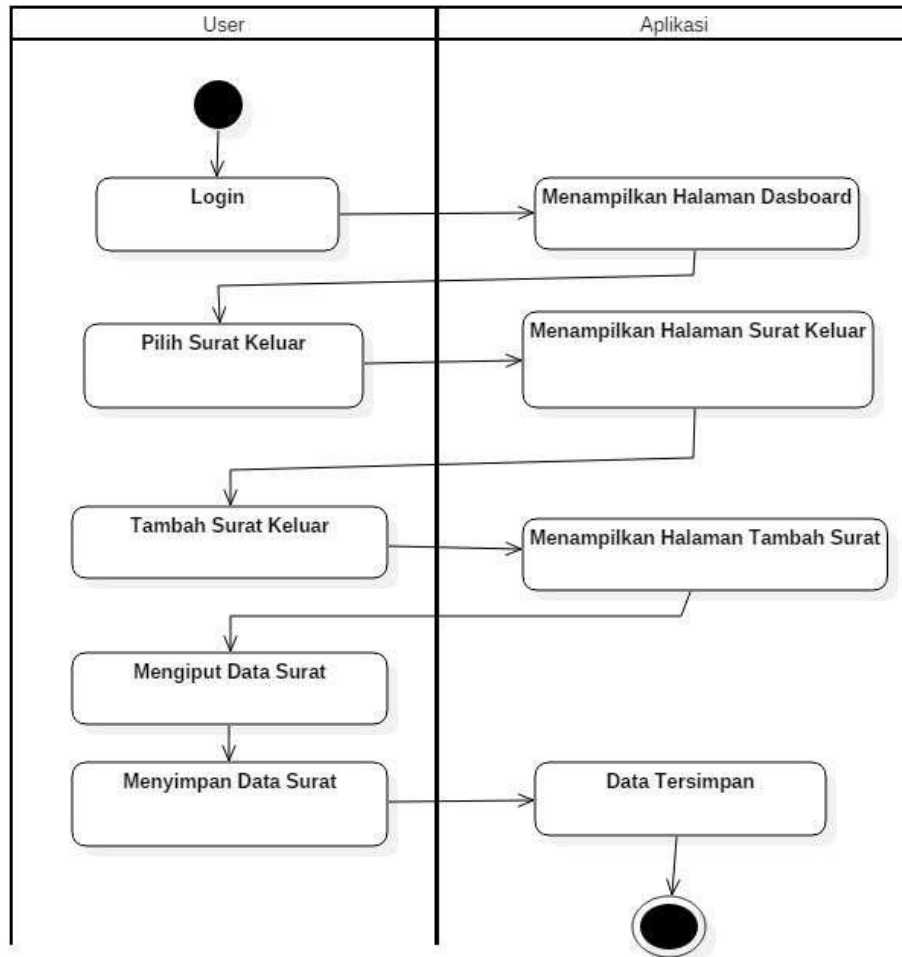 User
Aplikasi
Login
Menampilkan Halaman Dasboard
Pilih Surat Keluar
Menampilkan Halaman Surat Keluar
Tambah Surat Keluar
Menampilkan Halaman Tambah Surat
Mengiput Data Surat
Menyimpan Data Surat
Data Tersimpan